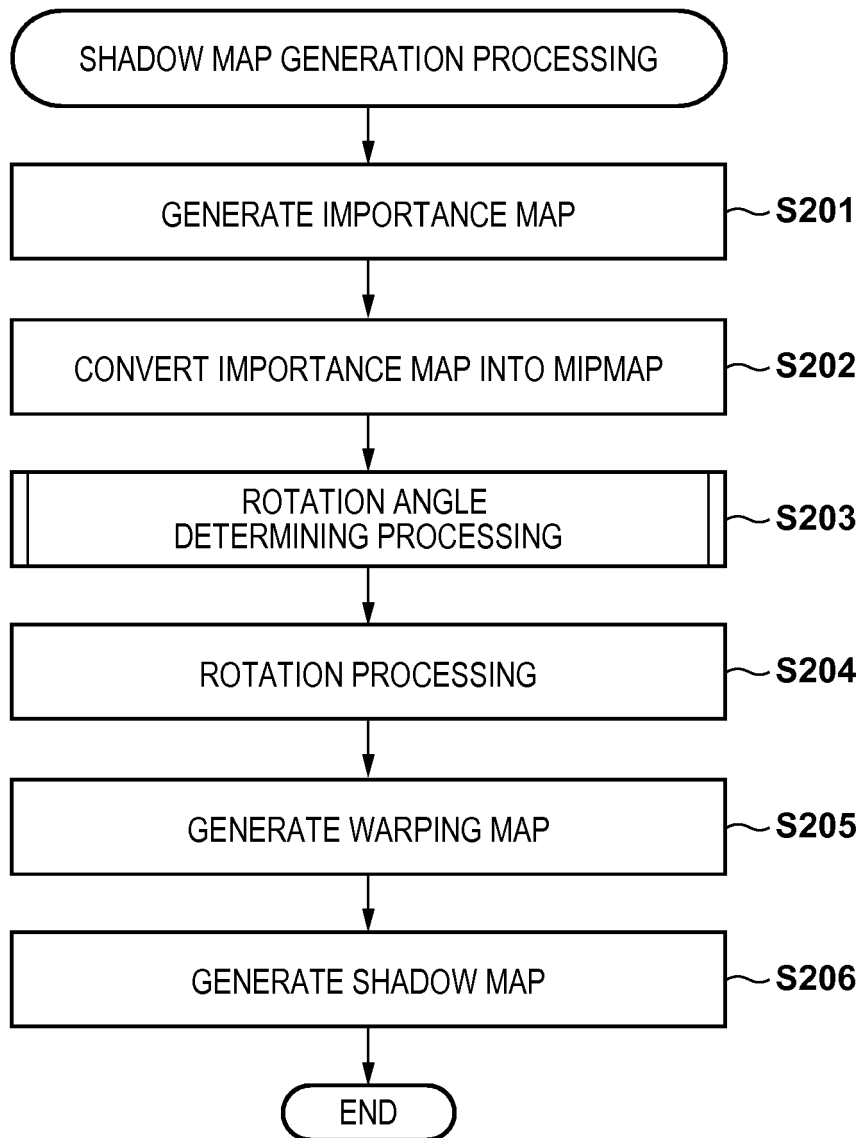 SHADOW MAP GENERATION PROCESSING
GENERATE IMPORTANCE MAP
S201
CONVERT IMPORTANCE MAP INTO MIPMAP
S202
ROTATION ANGLE
DETERMINING PROCESSING
S203
ROTATION PROCESSING
S204
GENERATE WARPING MAP
S205
GENERATE SHADOW MAP
S206
END